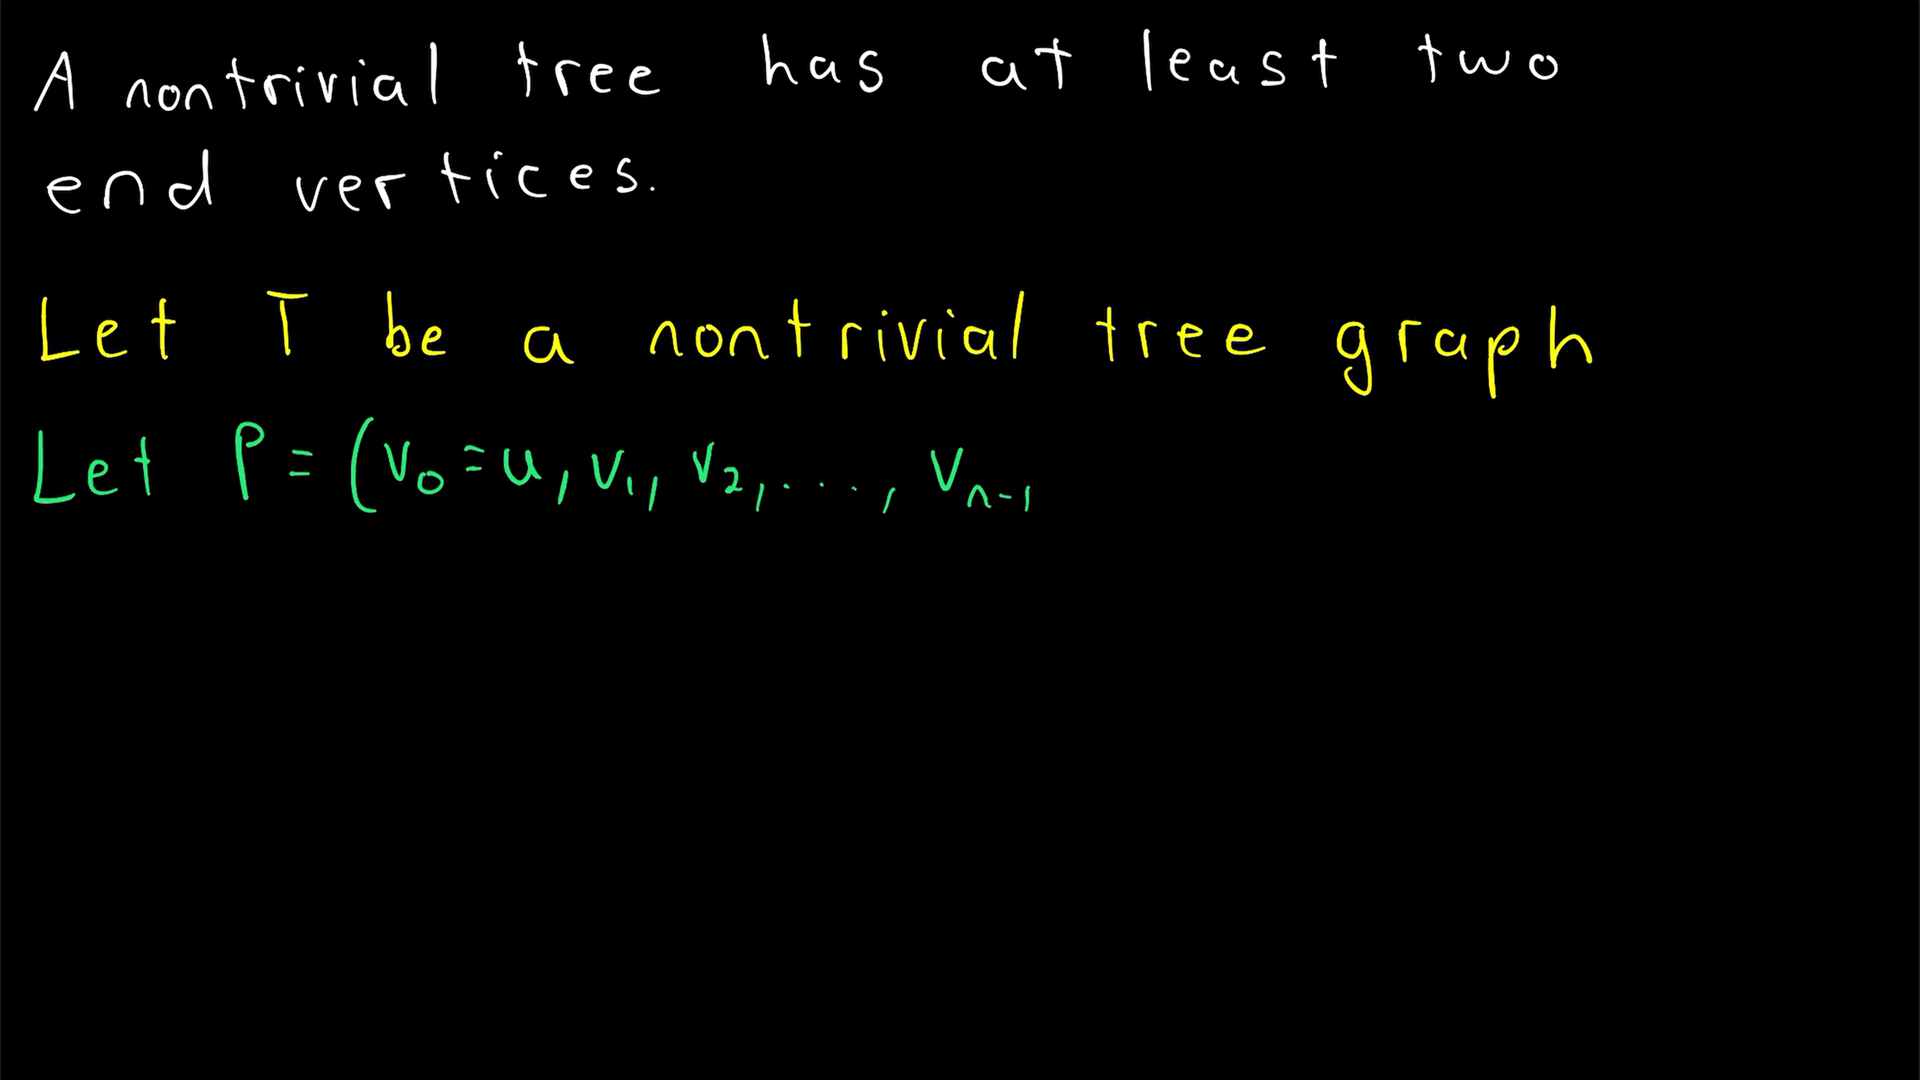 A nontrivial tree has at least two
end vertices.
Let T be a nontrivial tree graph
Let P = (v₀ = u, v₁, v₂, ..., vₙ₋₁